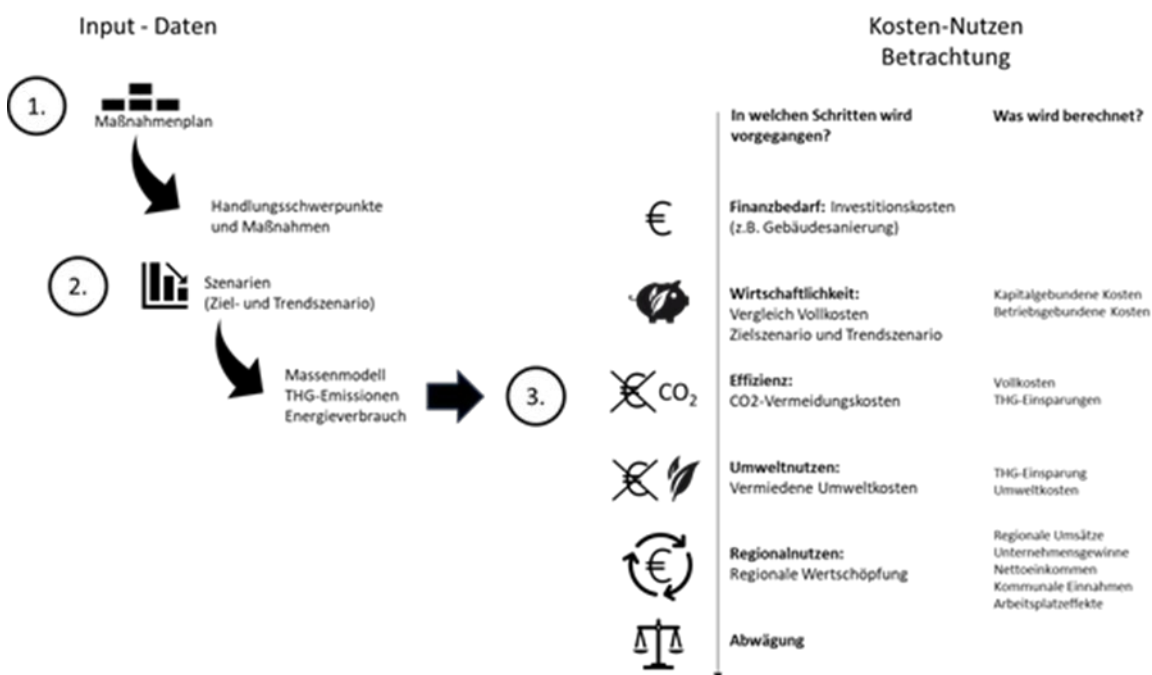 Input - Daten
1.
Maßnahmenplan
Handlungsschwerpunkte
und Maßnahmen
2.
Szenarien
(Ziel- und Trendszenario)
Massenmodell
THG-Emissionen
Energieverbrauch
3.
Kosten-Nutzen
Betrachtung
In welchen Schritten wird
vorgegangen?
Was wird berechnet?
€
Finanzbedarf: Investitionskosten
(z.B. Gebäudesanierung)
Wirtschaftlichkeit:
Vergleich Vollkosten
Zielszenario und Trendszenario
Kapitalgebundene Kosten
Betriebsgebundene Kosten
€ CO₂
Effizienz:
CO2-Vermeidungskosten
Vollkosten
THG-Einsparungen
€
Umweltnutzen:
Vermiedene Umweltkosten
THG-Einsparung
Umweltkosten
€
Regionalnutzen:
Regionale Wertschöpfung
Regionale Umsätze
Unternehmensgewinne
Nettoeinkommen
Kommunale Einnahmen
Arbeitsplatzeffekte
Abwägung